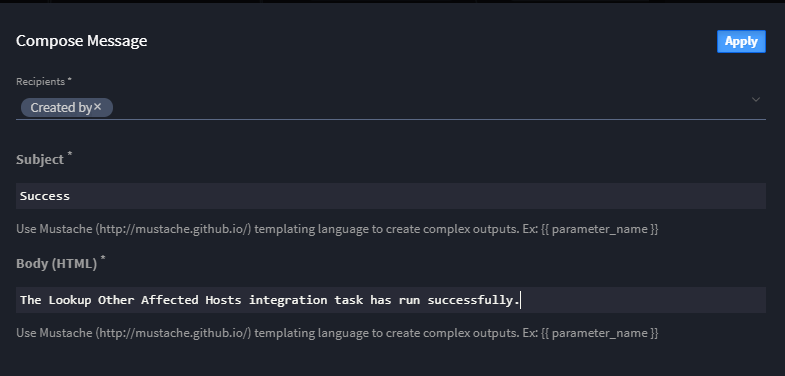 Compose Message
Apply
Recipients *
Created by×
Subject *
Success
Use Mustache (http://mustache.github.io/) templating language to create complex outputs. Ex: {{ parameter_name }}
Body (HTML) *
The Lookup Other Affected Hosts integration task has run successfully.
Use Mustache (http://mustache.github.io/) templating language to create complex outputs. Ex: {{ parameter_name }}